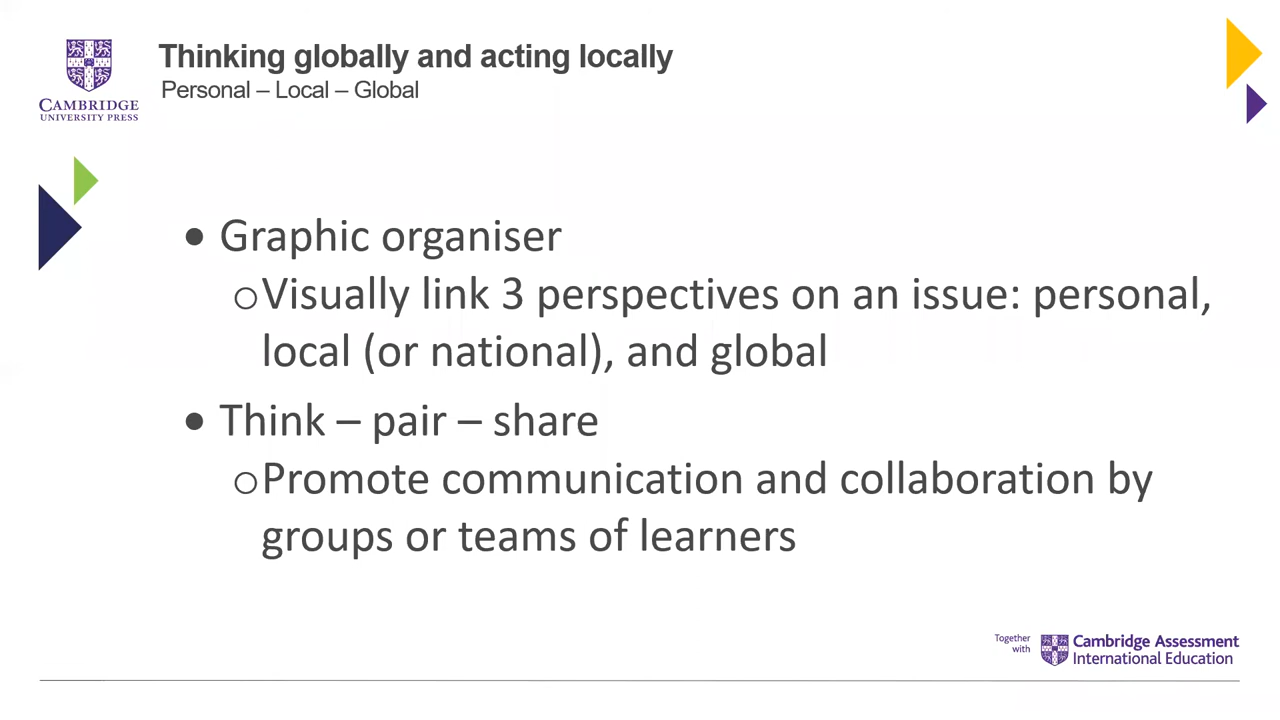 Thinking globally and acting locally
Personal – Local – Global
CAMBRIDGE
UNIVERSITY PRESS
• Graphic organiser
oVisually link 3 perspectives on an issue: personal,
local (or national), and global
• Think – pair – share
oPromote communication and collaboration by
groups or teams of learners
Together
with
Cambridge Assessment
International Education